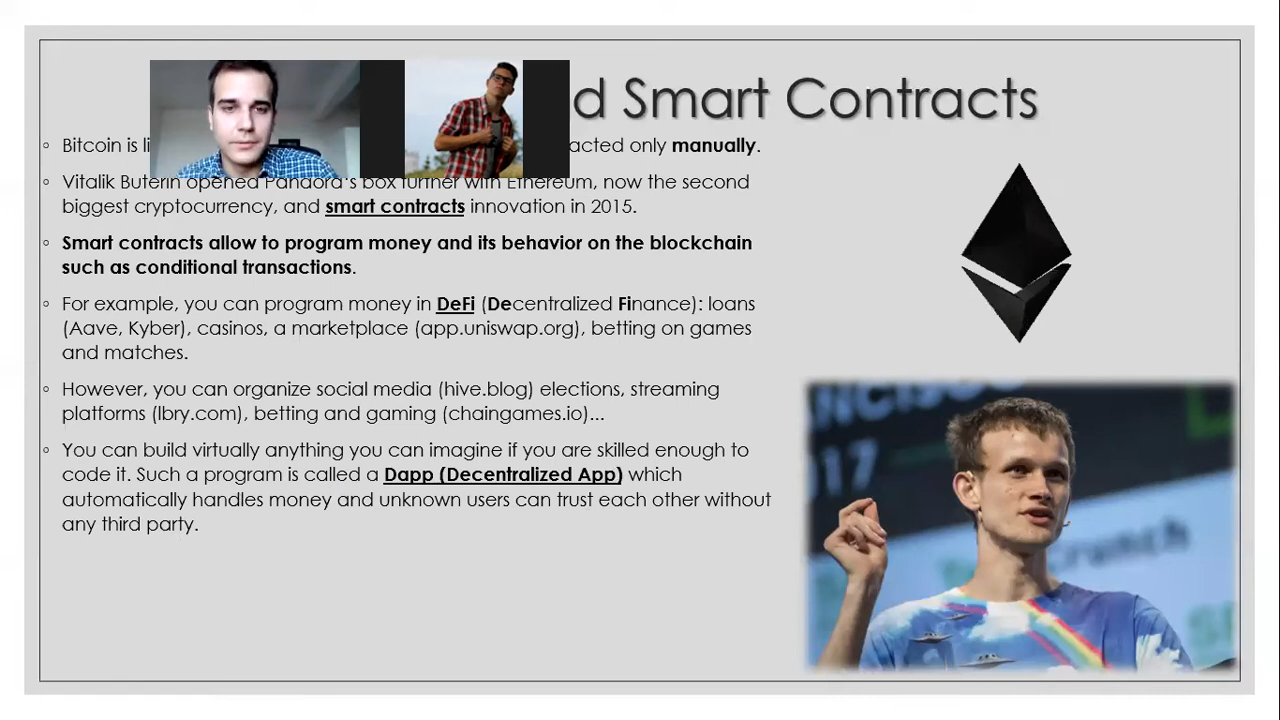 d Smart Contracts
Bitcoin is li acted only manually.
Vitalik Buterin opened Pandora's box further with Ethereum, now the second
biggest cryptocurrency, and smart contracts innovation in 2015.
Smart contracts allow to program money and its behavior on the blockchain
such as conditional transactions.
For example, you can program money in DeFi (Decentralized Finance): loans
(Aave, Kyber), casinos, a marketplace (app.uniswap.org), betting on games
and matches.
However, you can organize social media (hive.blog) elections, streaming
platforms (lbry.com), betting and gaming (chaingames.io)...
You can build virtually anything you can imagine if you are skilled enough to
code it. Such a program is called a Dapp (Decentralized App) which
automatically handles money and unknown users can trust each other without
any third party.
2017